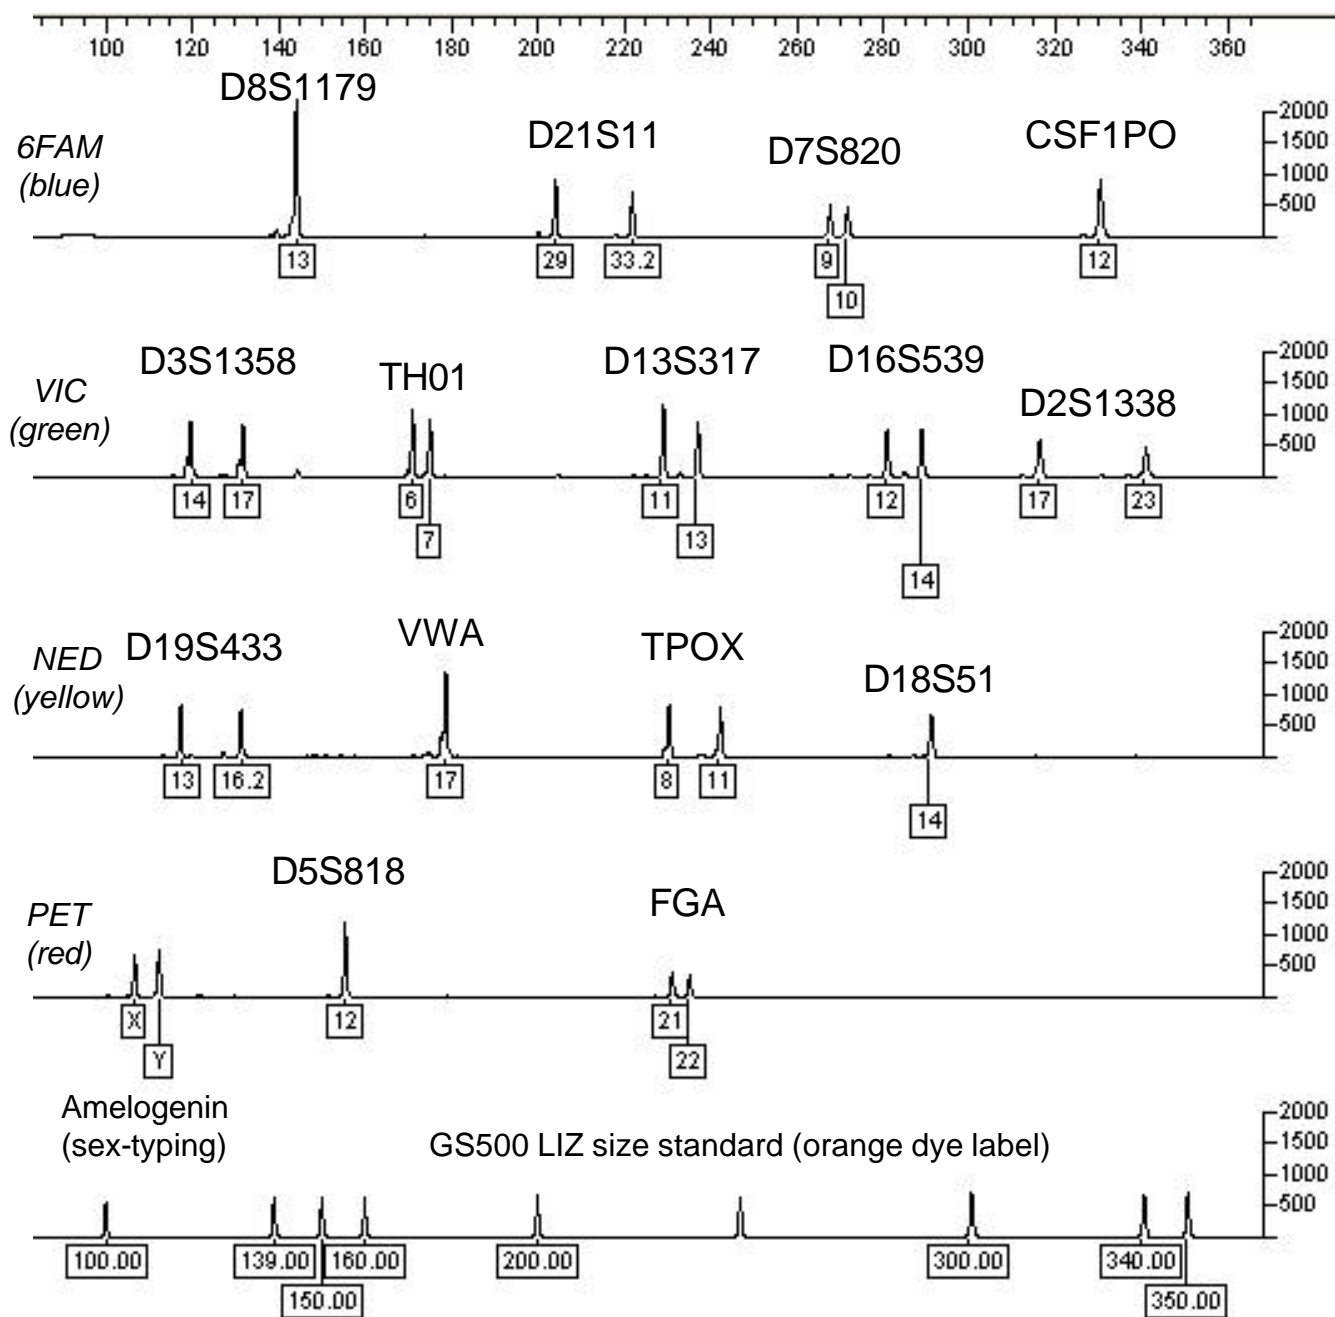 100 120 140 160 180 200 220 240 260 280 300 320 340 360
D8S1179
D21S11
D7S820
CSF1PO
6FAM
(blue)
2000
1500
1000
500
13
29
33.2
9
10
12
D3S1358
TH01
D13S317
D16S539
D2S1338
VIC
(green)
2000
1500
1000
500
14
17
6
7
11
13
12
14
17
23
D19S433
VWA
TPOX
D18S51
NED
(yellow)
2000
1500
1000
500
13
16.2
17
8
11
14
D5S818
FGA
PET
(red)
2000
1500
1000
500
X
Y
12
21
22
Amelogenin
(sex-typing)
GS500 LIZ size standard (orange dye label)
2000
1500
1000
500
100.00
139.00
150.00
160.00
200.00
300.00
340.00
350.00